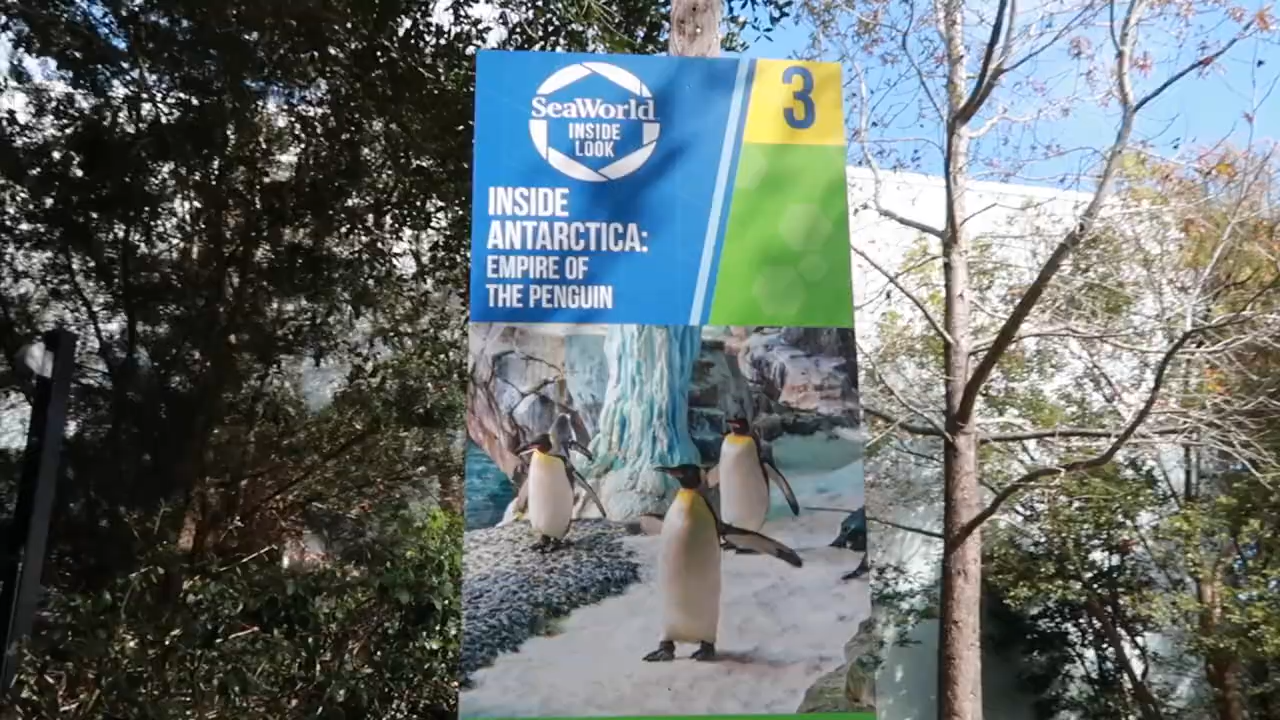 SeaWorld
INSIDE
LOOK
3
INSIDE
ANTARCTICA:
EMPIRE OF
THE PENGUIN